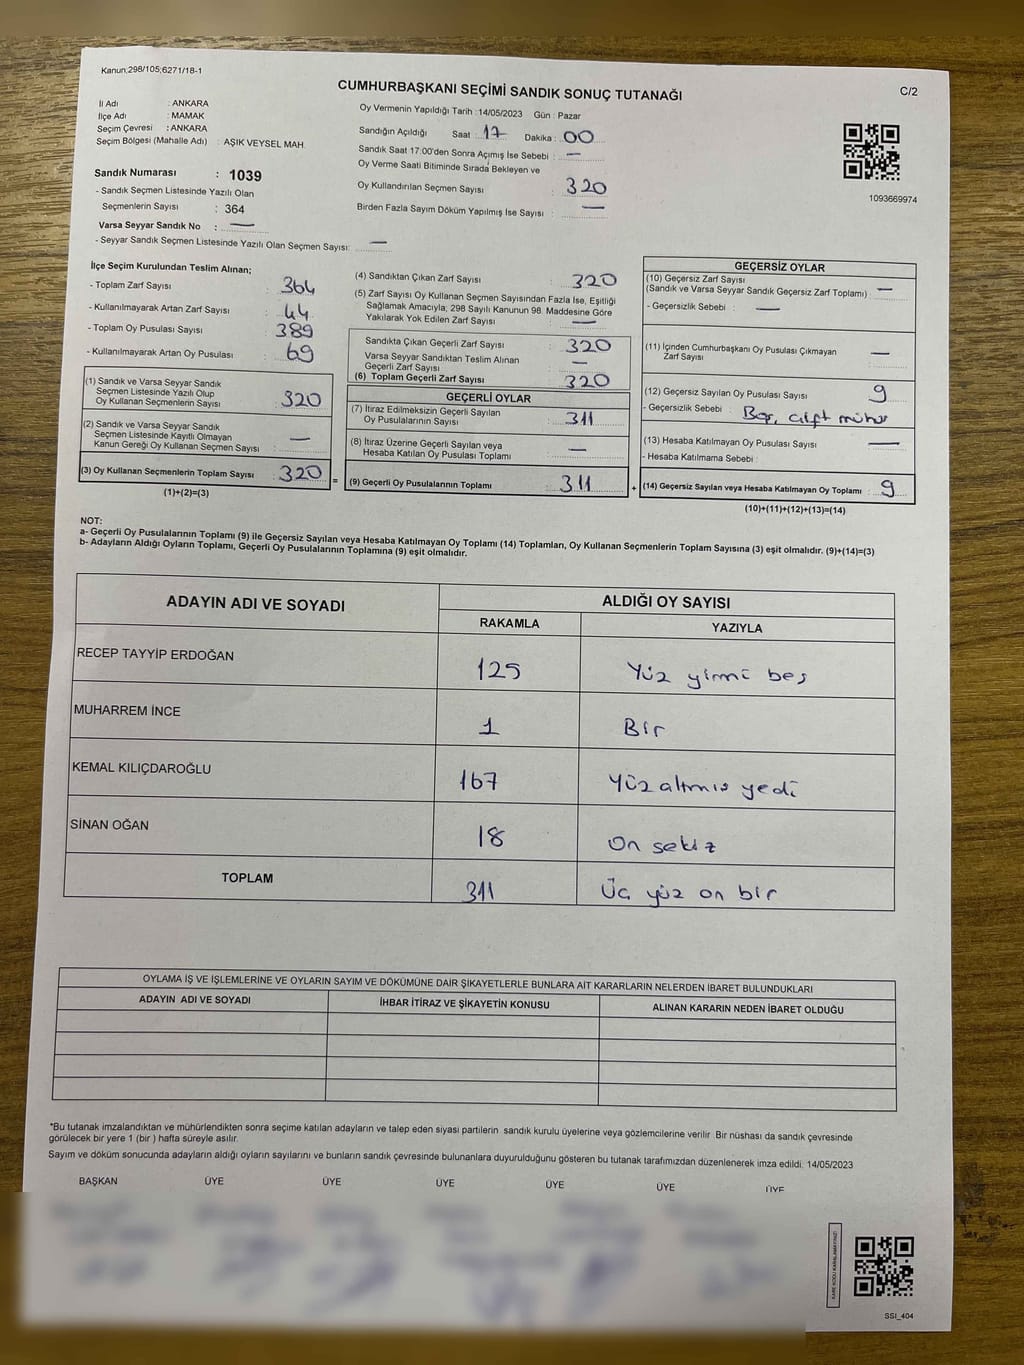 Kanun;298/105;6271/18-1
CUMHURBAŞKANI SEÇİMİ SANDIK SONUÇ TUTANAĞI
C/2
İl Adı : ANKARA
İlçe Adı : MAMAK
Seçim Çevresi : ANKARA
Seçim Bölgesi (Mahalle Adı) : AŞIK VEYSEL MAH.
Sandık Numarası : 1039
- Sandık Seçmen Listesinde Yazılı Olan
Seçmenlerin Sayısı : 364
Varsa Seyyar Sandık No : —
- Seyyar Sandık Seçmen Listesinde Yazılı Olan Seçmen Sayısı: —
Oy Vermenin Yapıldığı Tarih : 14/05/2023 Gün : Pazar
Sandığın Açıldığı Saat : 17 Dakika : 00
Sandık Saat 17:00'den Sonra Açımış İse Sebebi : —
Oy Verme Saati Bitiminde Sırada Bekleyen ve
Oy Kullandırılan Seçmen Sayısı : 320
Birden Fazla Sayım Döküm Yapılmış İse Sayısı : —
1093669974
İlçe Seçim Kurulundan Teslim Alınan;
- Toplam Zarf Sayısı : 364
- Kullanılmayarak Artan Zarf Sayısı : 44
- Toplam Oy Pusulası Sayısı : 389
- Kullanılmayarak Artan Oy Pusulası : 69
(1) Sandık ve Varsa Seyyar Sandık
Seçmen Listesinde Yazılı Olup
Oy Kullanan Seçmenlerin Sayısı : 320
(2) Sandık ve Varsa Seyyar Sandık
Seçmen Listesinde Kayıtlı Olmayan
Kanun Gereği Oy Kullanan Seçmen Sayısı : —
(3) Oy Kullanan Seçmenlerin Toplam Sayısı : 320
(1)+(2)=(3)
=
(4) Sandıktan Çıkan Zarf Sayısı : 320
(5) Zarf Sayısı Oy Kullanan Seçmen Sayısından Fazla İse, Eşitliği
Sağlamak Amacıyla, 298 Sayılı Kanunun 98. Maddesine Göre
Yakılarak Yok Edilen Zarf Sayısı : —
Sandıkta Çıkan Geçerli Zarf Sayısı : 320
Varsa Seyyar Sandıktan Teslim Alınan
Geçerli Zarf Sayısı : —
(6) Toplam Geçerli Zarf Sayısı : 320
GEÇERLİ OYLAR
(7) İtiraz Edilmeksizin Geçerli Sayılan
Oy Pusulalarının Sayısı : 311
(8) İtiraz Üzerine Geçerli Sayılan veya
Hesaba Katılan Oy Pusulası Toplamı : —
(9) Geçerli Oy Pusulalarının Toplamı : 311
+
GEÇERSİZ OYLAR
(10) Geçersiz Zarf Sayısı
(Sandık ve Varsa Seyyar Sandık Geçersiz Zarf Toplamı) : —
- Geçersizlik Sebebi : —
(11) İçinden Cumhurbaşkanı Oy Pusulası Çıkmayan
Zarf Sayısı : —
(12) Geçersiz Sayılan Oy Pusulası Sayısı : 9
- Geçersizlik Sebebi : Boş, çift mühür
(13) Hesaba Katılmayan Oy Pusulası Sayısı : —
- Hesaba Katılmama Sebebi :
(14) Geçersiz Sayılan veya Hesaba Katılmayan Oy Toplamı : 9
(10)+(11)+(12)+(13)=(14)
NOT:
a- Geçerli Oy Pusulalarının Toplamı (9) ile Geçersiz Sayılan veya Hesaba Katılmayan Oy Toplamı (14) Toplamları, Oy Kullanan Seçmenlerin Toplam Sayısına (3) eşit olmalıdır. (9)+(14)=(3)
b- Adayların Aldığı Oyların Toplamı, Geçerli Oy Pusulalarının Toplamına (9) eşit olmalıdır.
ADAYIN ADI VE SOYADI
ALDIĞI OY SAYISI
RAKAMLA
YAZIYLA
RECEP TAYYİP ERDOĞAN 125 Yüz yirmi beş
MUHARREM İNCE 1 Bir
KEMAL KILIÇDAROĞLU 167 Yüz altmış yedi
SİNAN OĞAN 18 On sekiz
TOPLAM 311 Üç yüz on bir
OYLAMA İŞ VE İŞLEMLERİNE VE OYLARIN SAYIM VE DÖKÜMÜNE DAİR ŞİKAYETLERLE BUNLARA AİT KARARLARIN NELERDEN İBARET BULUNDUKLARI
ADAYIN ADI VE SOYADI
İHBAR İTİRAZ VE ŞİKAYETİN KONUSU
ALINAN KARARIN NEDEN İBARET OLDUĞU
*Bu tutanak imzalandıktan ve mühürlendikten sonra seçime katılan adayların ve talep eden siyasi partilerin sandık kurulu üyelerine veya gözlemcilerine verilir. Bir nüshası da sandık çevresinde
görülecek bir yere 1 (bir ) hafta süreyle asılır.
Sayım ve döküm sonucunda adayların aldığı oyların sayılarını ve bunların sandık çevresinde bulunanlara duyurulduğunu gösteren bu tutanak tarafımızdan düzenlenerek imza edildi. 14/05/2023
BAŞKAN ÜYE ÜYE ÜYE ÜYE ÜYE ÜYE
SSI_404